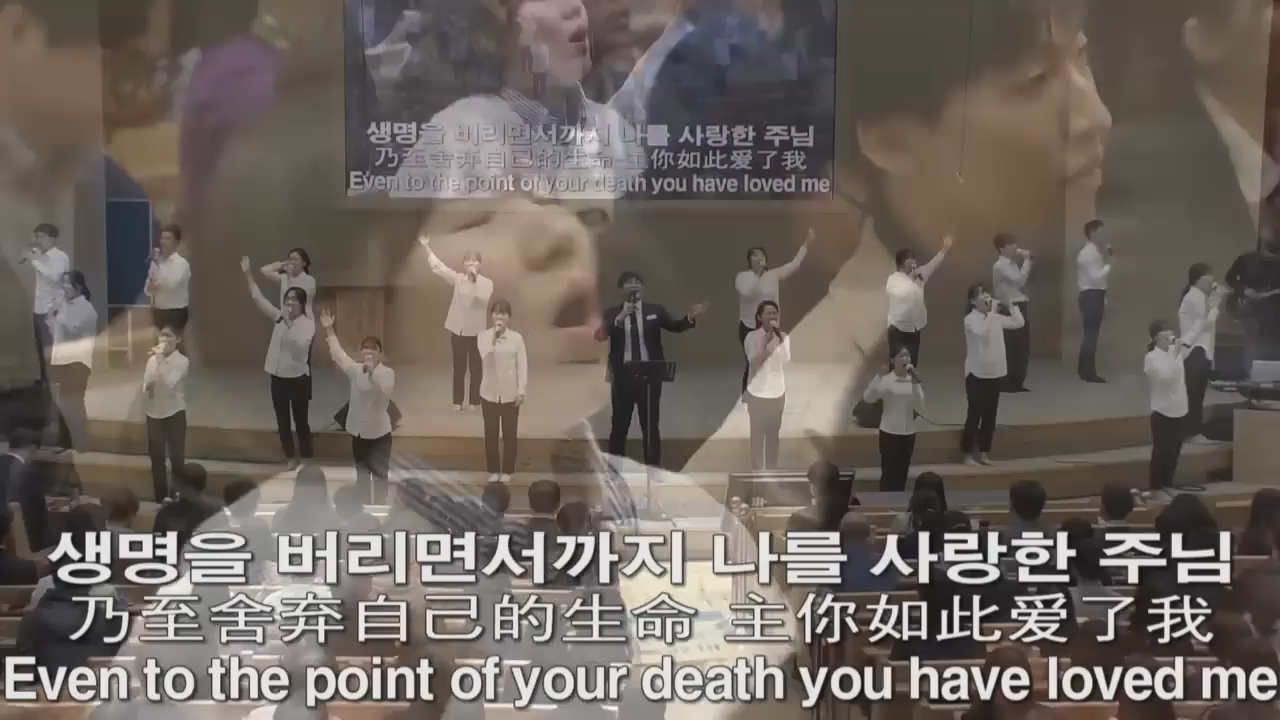 생명을 버리면서까지 나를 사랑한 주님
乃至舍弃自己的生命 主你如此爱了我
Even to the point of your death you have loved me
생명을 버리면서까지 나를 사랑한 주님
乃至舍弃自己的生命 主你如此爱了我
Even to the point of your death you have loved me